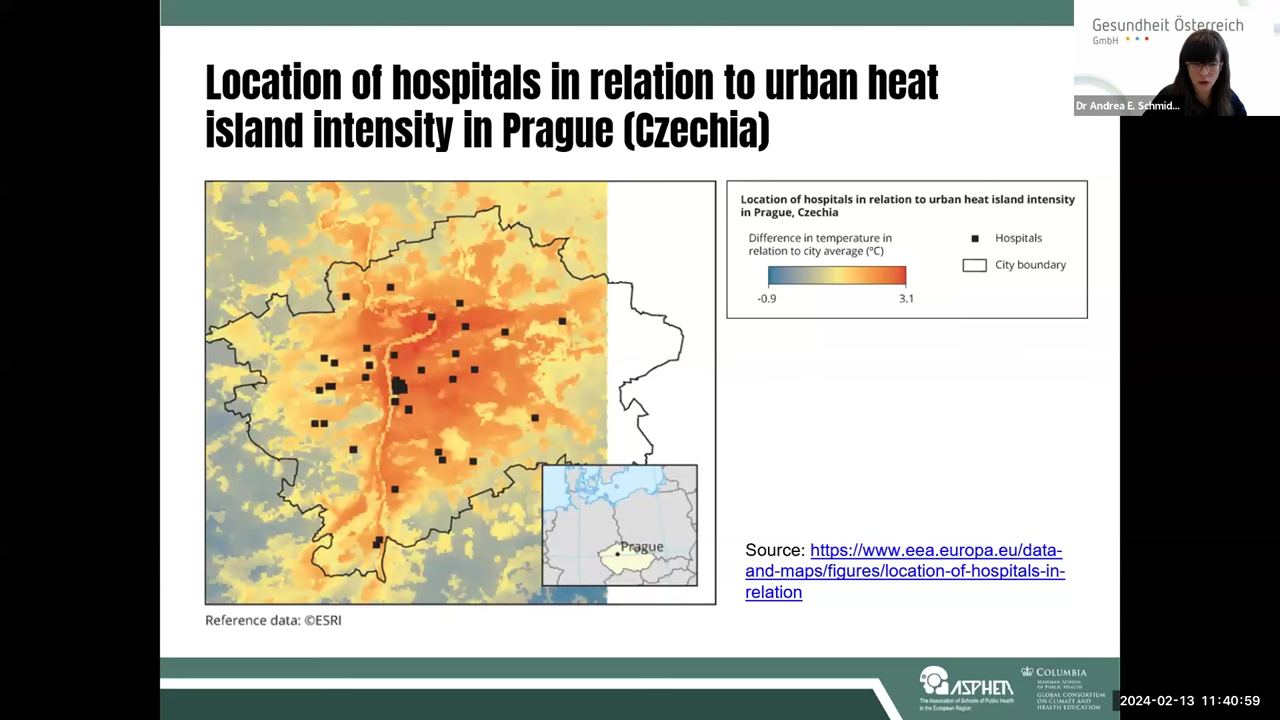 Location of hospitals in relation to urban heat
island intensity in Prague (Czechia)
Gesundheit Österreich
GmbH
Dr Andrea E. Schmid...
Location of hospitals in relation to urban heat island intensity
in Prague, Czechia
Difference in temperature in
relation to city average (ºC)
-0.9
3.1
Hospitals
City boundary
Prague
Source: https://www.eea.europa.eu/data-
and-maps/figures/location-of-hospitals-in-
relation
Reference data: ©ESRI
ASPHER
The Association of Schools of Public Health
in the European Region
COLUMBIA
MAILMAN SCHOOL
OF PUBLIC HEALTH
GLOBAL CONSORTIUM
ON CLIMATE AND
HEALTH EDUCATION
2024-02-13 11:40:59